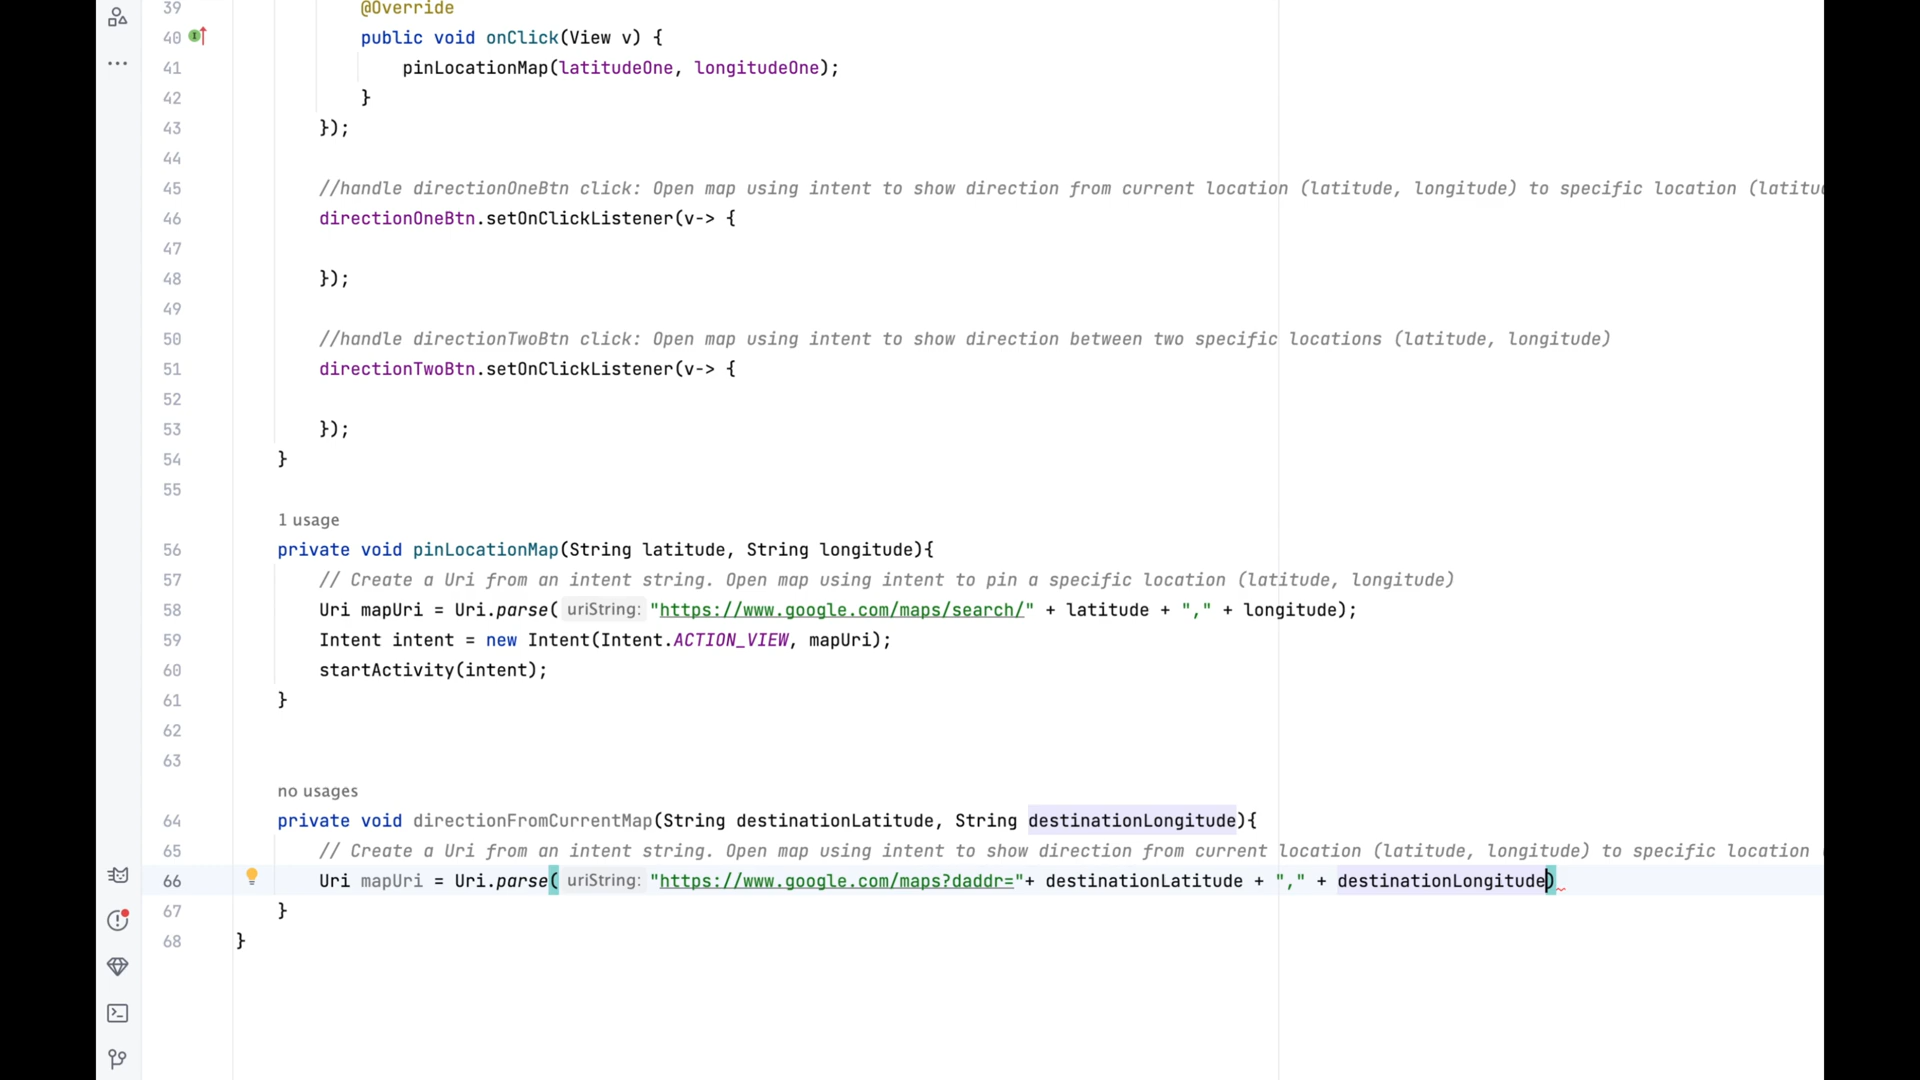 39 @Override
40 public void onClick(View v) {
41 pinLocationMap(latitudeOne, longitudeOne);
42 }
43 });
44
45 //handle directionOneBtn click: Open map using intent to show direction from current location (latitude, longitude) to specific location (latitu
46 directionOneBtn.setOnClickListener(v-> {
47
48 });
49
50 //handle directionTwoBtn click: Open map using intent to show direction between two specific locations (latitude, longitude)
51 directionTwoBtn.setOnClickListener(v-> {
52
53 });
54 }
55
1 usage
56 private void pinLocationMap(String latitude, String longitude){
57 // Create a Uri from an intent string. Open map using intent to pin a specific location (latitude, longitude)
58 Uri mapUri = Uri.parse( uriString: "https://www.google.com/maps/search/" + latitude + "," + longitude);
59 Intent intent = new Intent(Intent.ACTION_VIEW, mapUri);
60 startActivity(intent);
61 }
62
63
no usages
64 private void directionFromCurrentMap(String destinationLatitude, String destinationLongitude){
65 // Create a Uri from an intent string. Open map using intent to show direction from current location (latitude, longitude) to specific location
66 Uri mapUri = Uri.parse( uriString: "https://www.google.com/maps?daddr="+ destinationLatitude + "," + destinationLongitude)
67 }
68 }